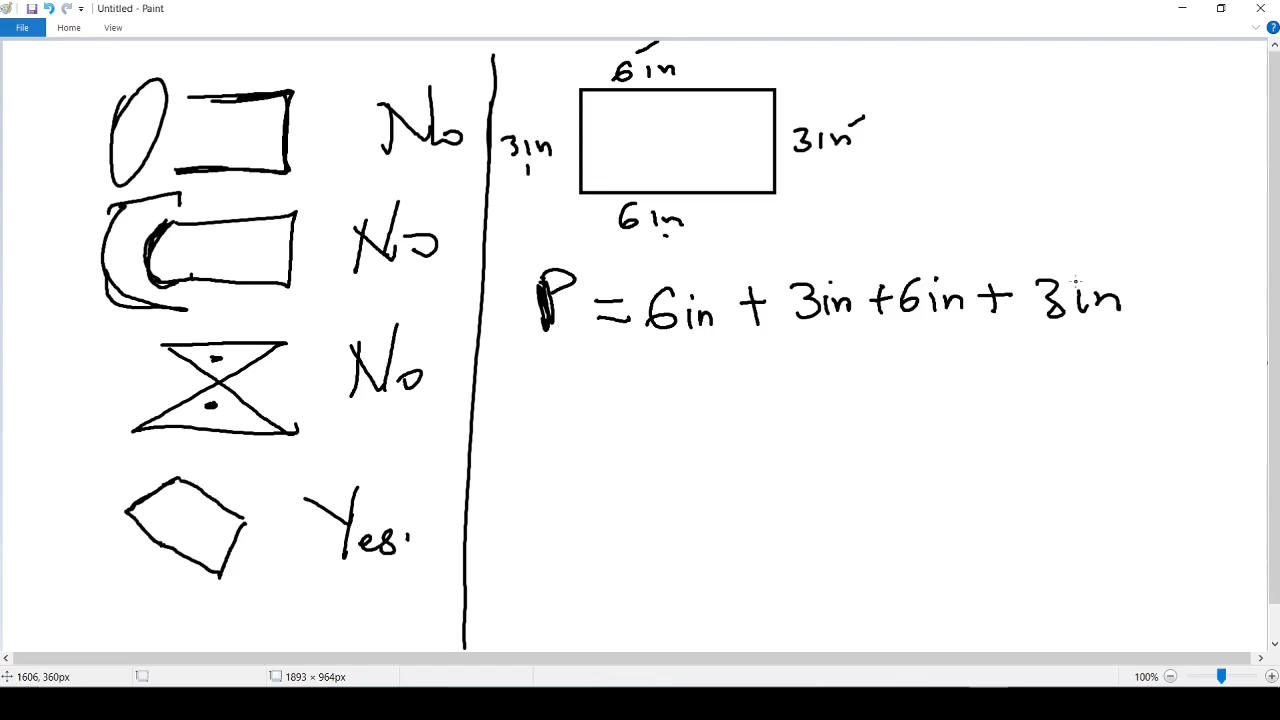 Untitled - Paint
File Home View
No
No
No
Yes.
6 in
3 in
3 in
6 in
P = 6 in + 3 in + 6 in + 3 in
1606, 360px
1893 × 964px
100%